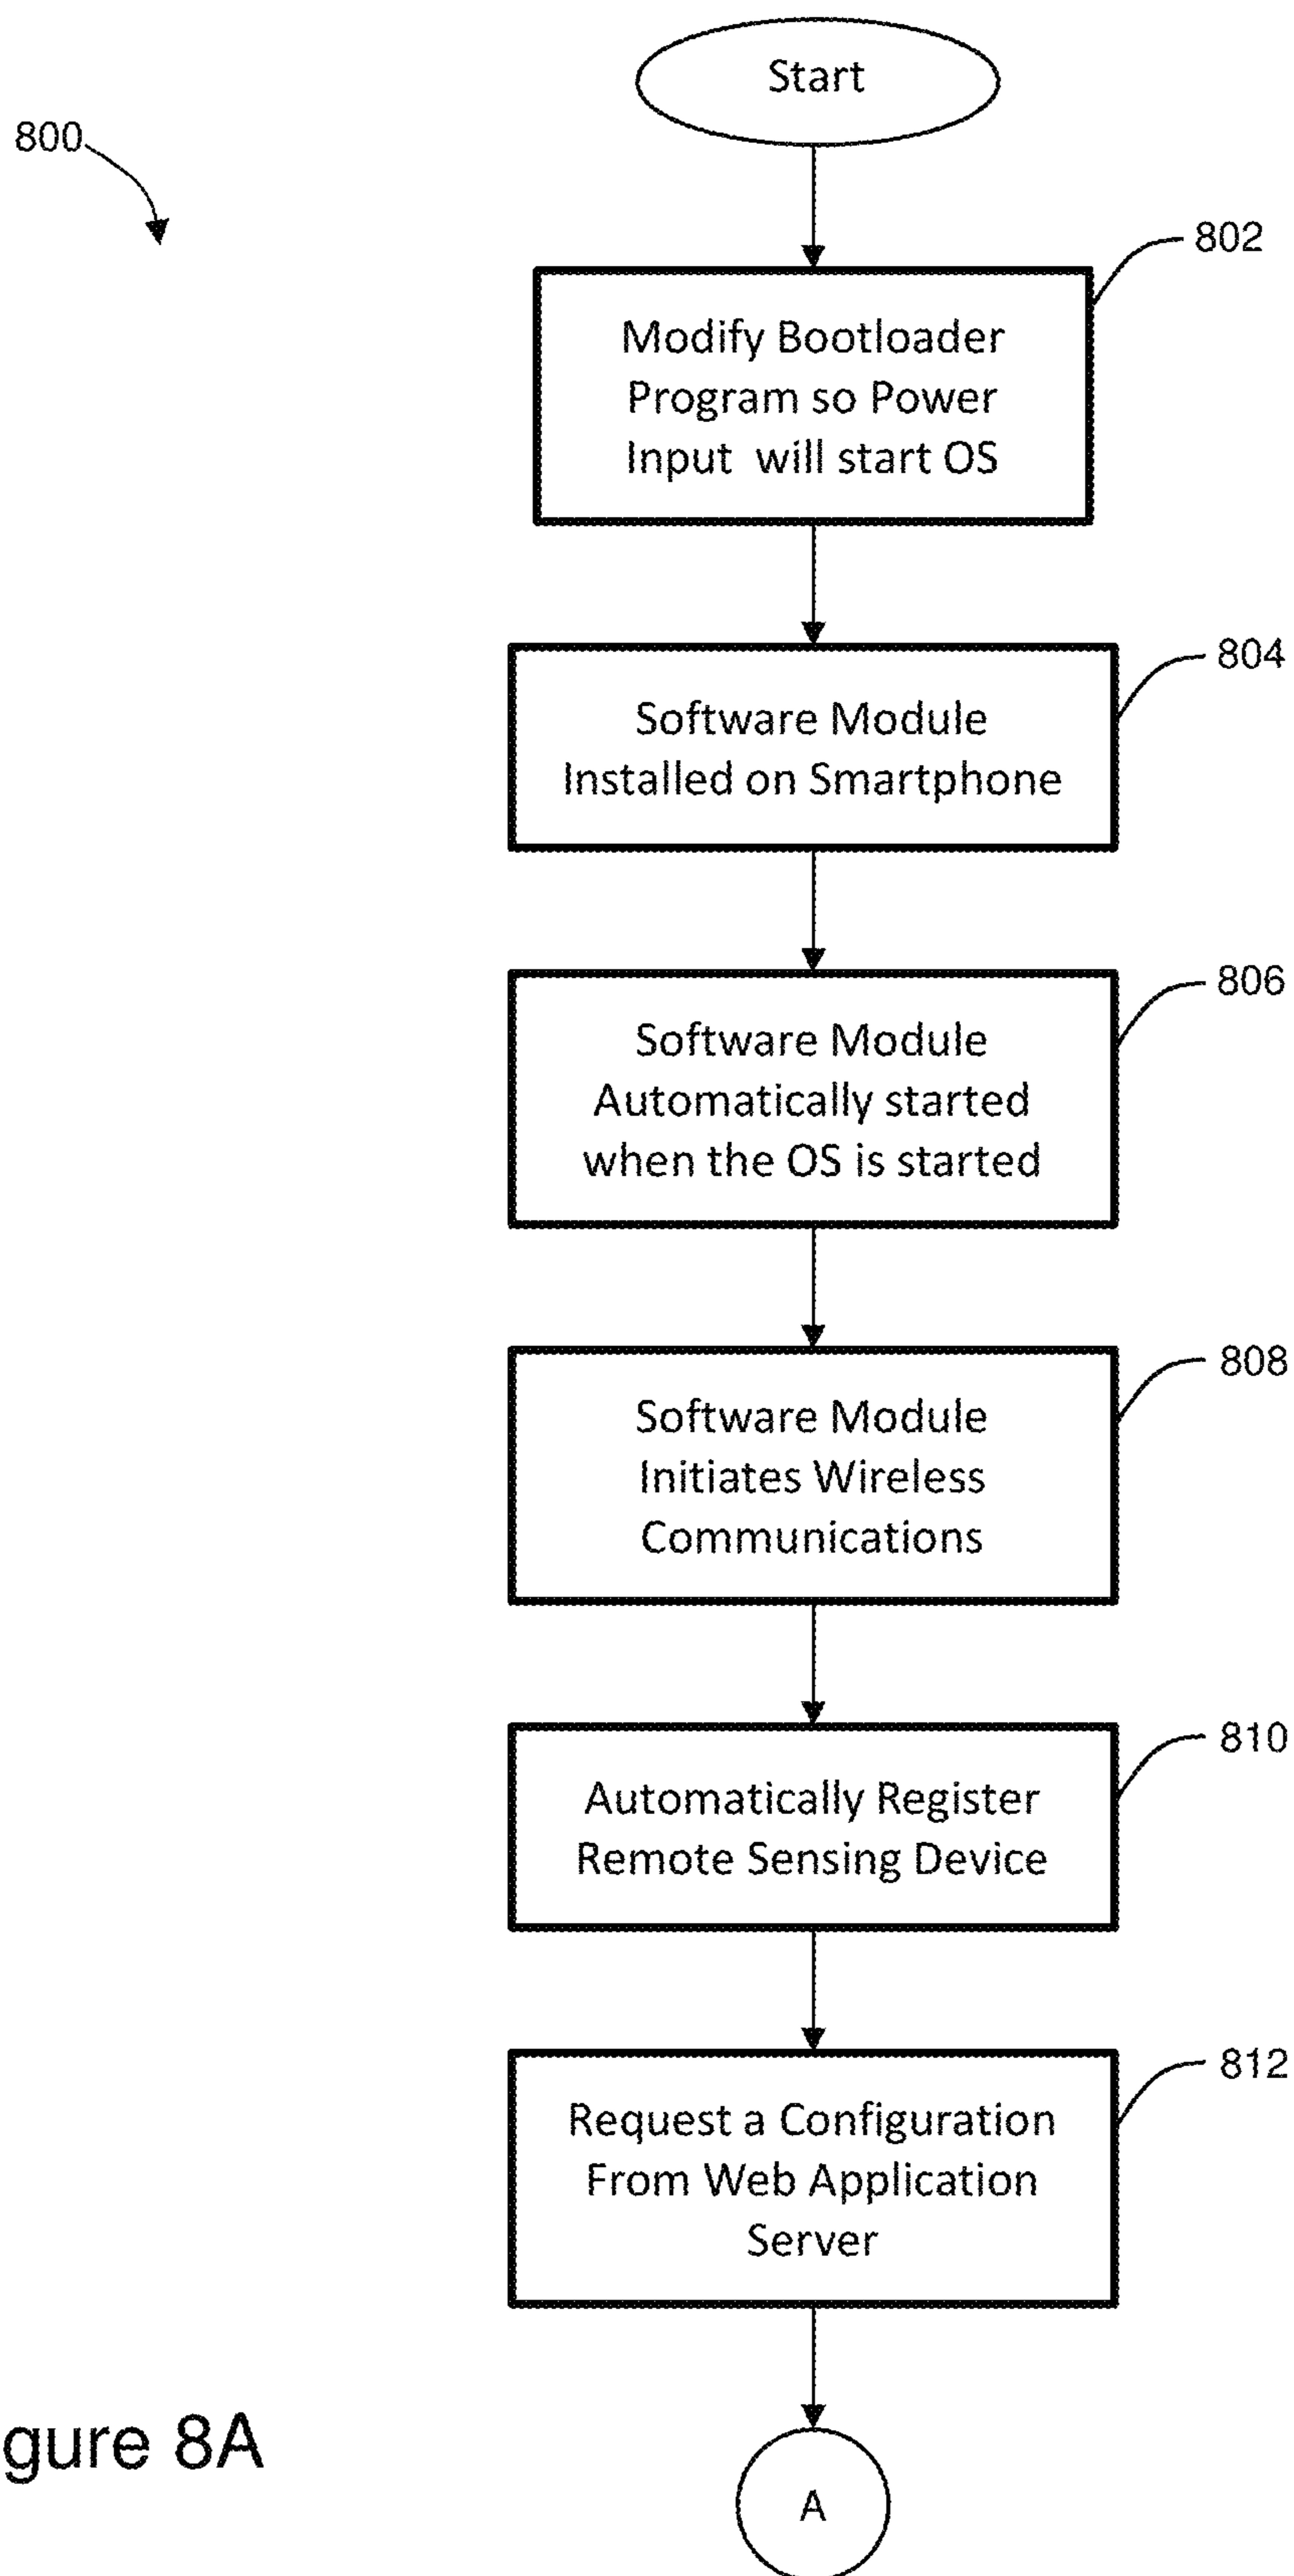 Start
800
802
Modify Bootloader
Program so Power
Input will start OS
804
Software Module
Installed on Smartphone
806
Software Module
Automatically started
when the OS is started
808
Software Module
Initiates Wireless
Communications
810
Automatically Register
Remote Sensing Device
812
Request a Configuration
From Web Application
Server
gure 8A
A